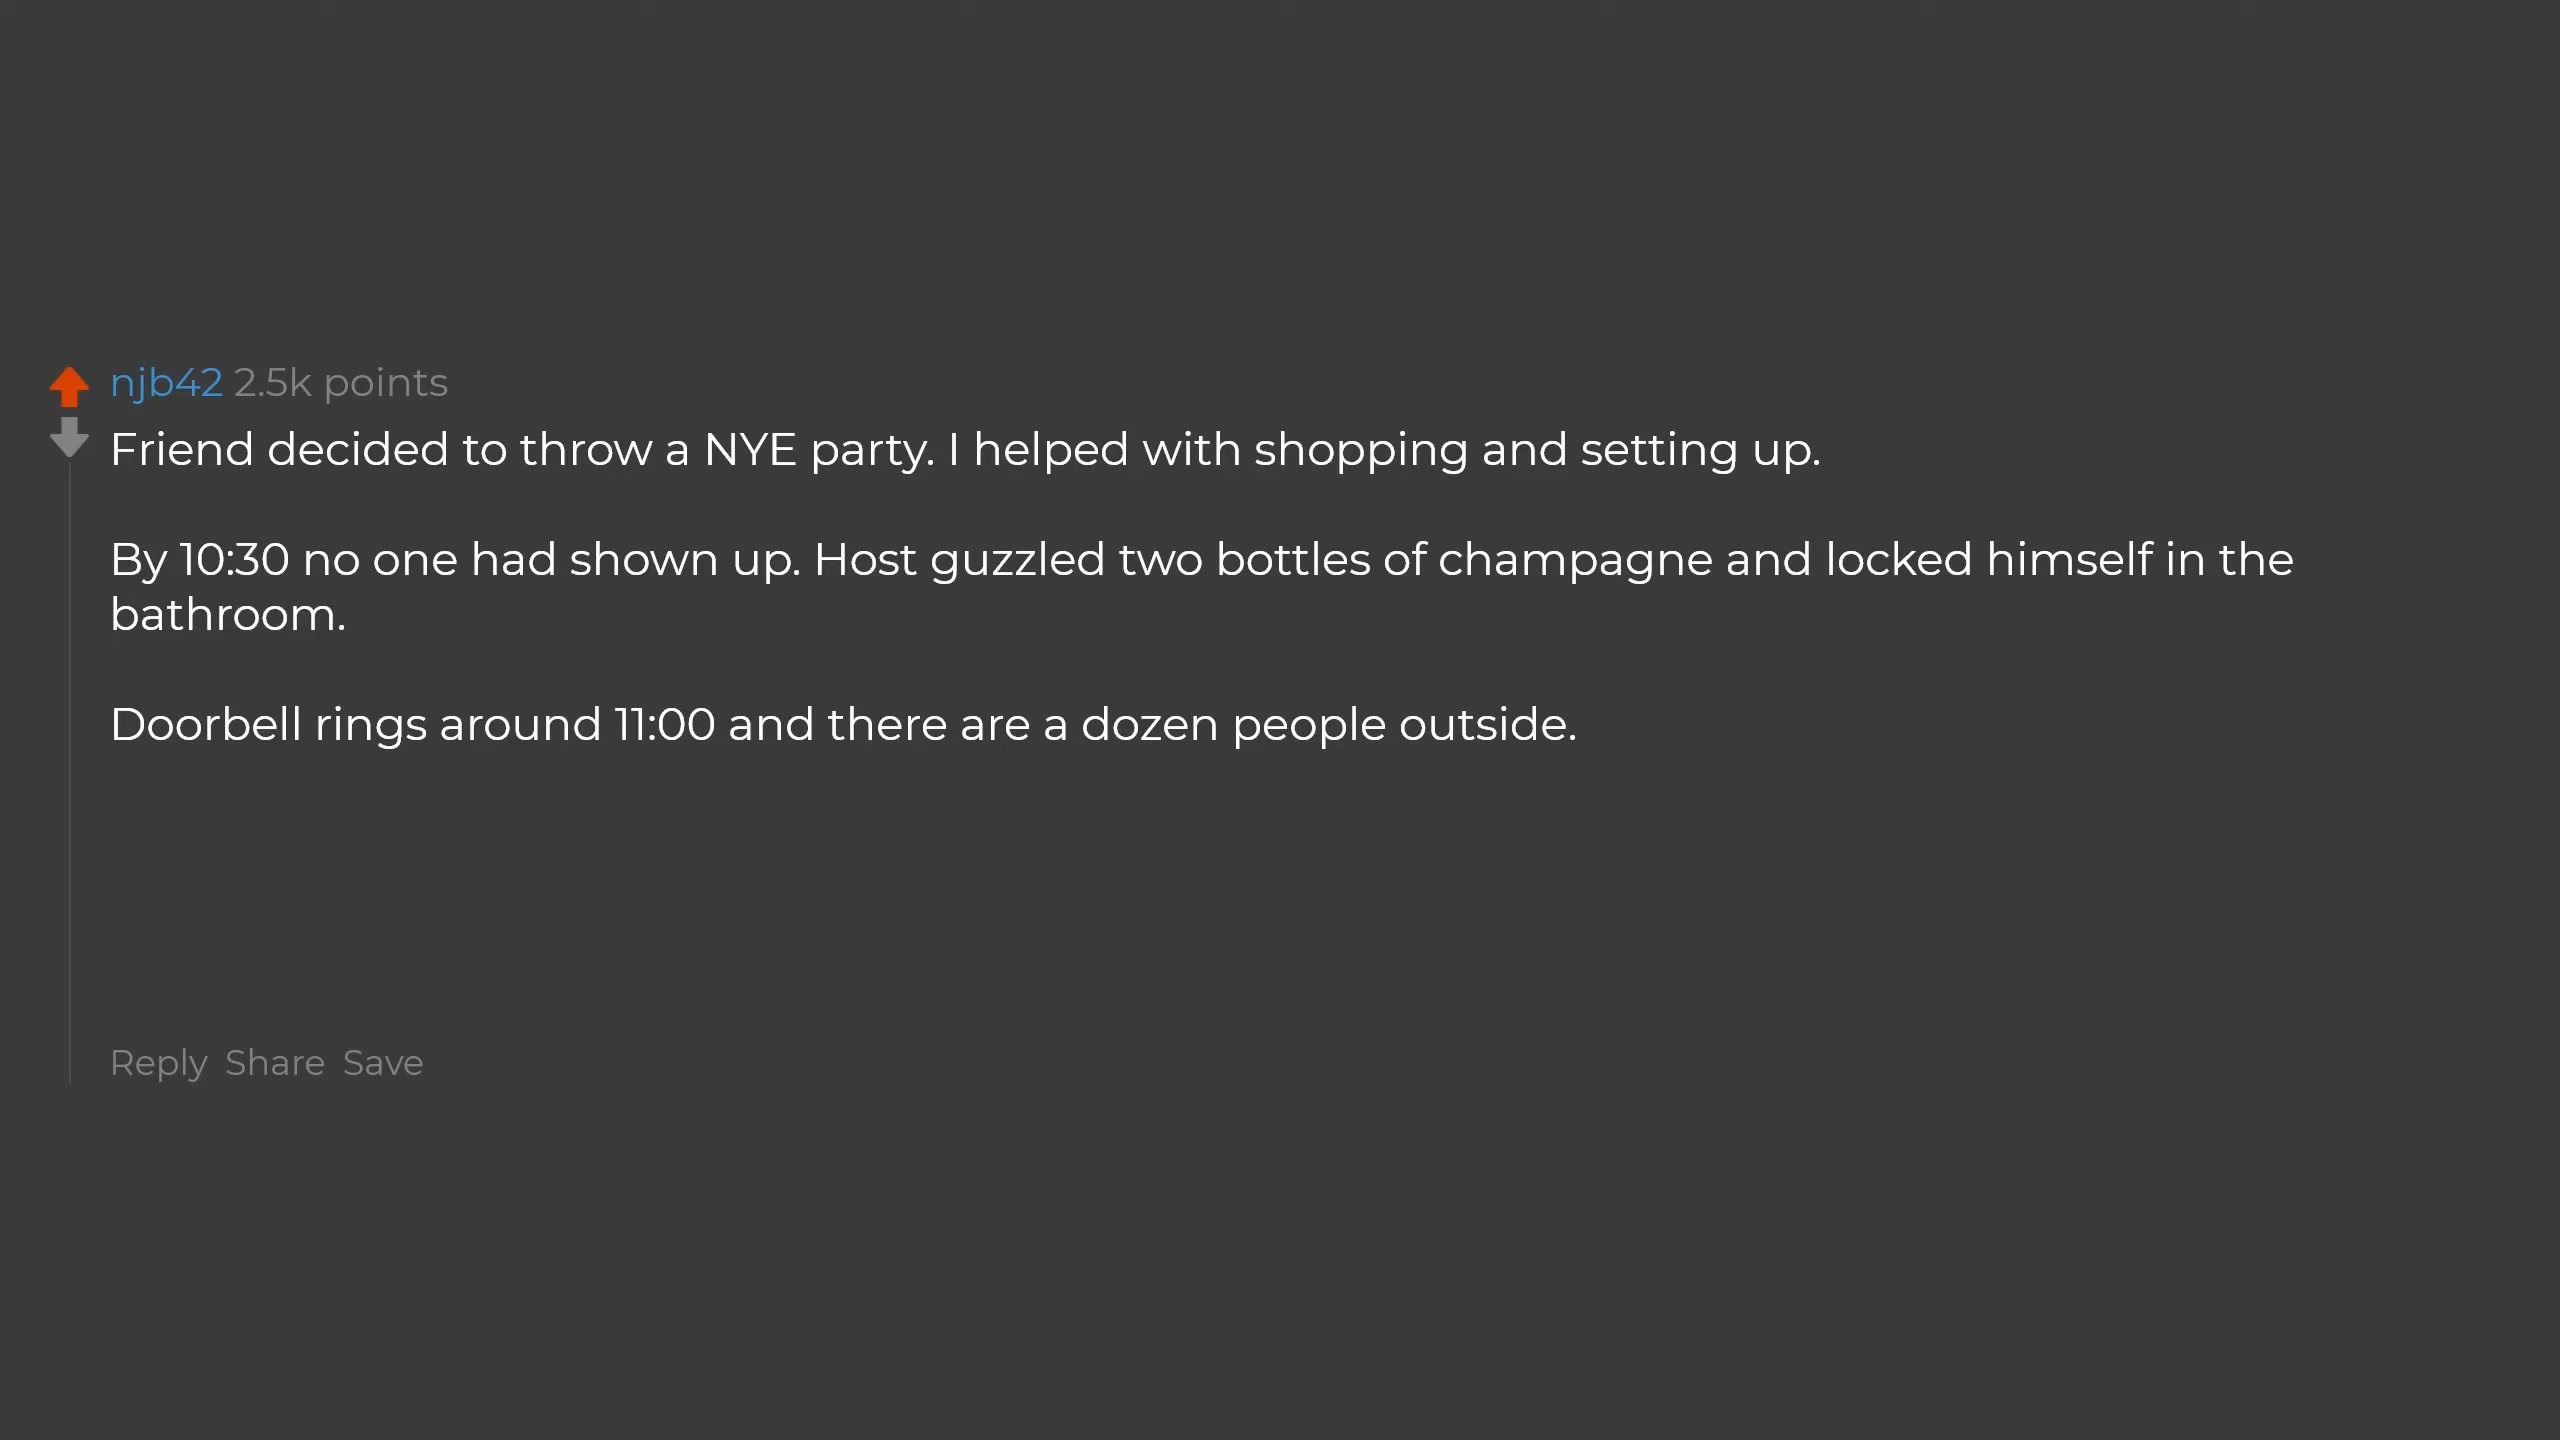 njb42 2.5k points
Friend decided to throw a NYE party. I helped with shopping and setting up.
By 10:30 no one had shown up. Host guzzled two bottles of champagne and locked himself in the
bathroom.
Doorbell rings around 11:00 and there are a dozen people outside.
Reply Share Save